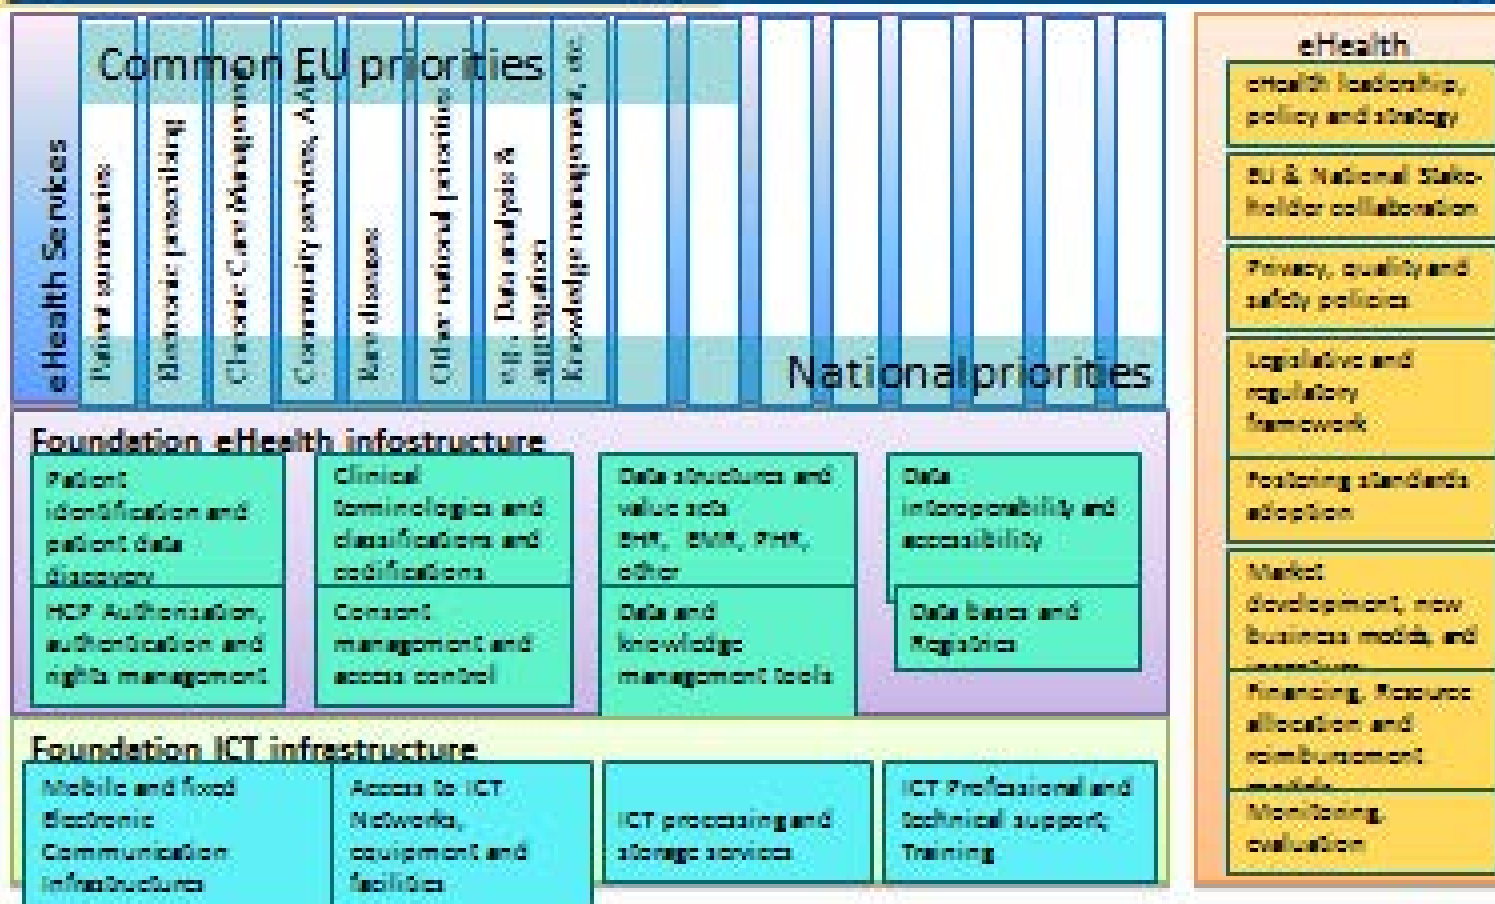 Common EU priorities
eHealth Services
Patient summaries
Electronic prescribing
Chronic Care Management
Community services,
Rare diseases
Other national priorities
Data analysis &
National priorities
Foundation eHealth infostructure
Patient
identification and
patient data
discovery
Clinical
terminologies and
classifications and
codifications
Data structures and
value sets
EHR, EMR, PHR,
other
Data
interoperability and
accessibility
HCP Authorisation,
authentication and
rights management
Consent
management and
access control
Data and
knowledge
management tools
Data bases and
Registries
Foundation ICT infrastructure
Mobile and fixed
Electronic
Communication
Infrastructures
Access to ICT
Networks,
equipment and
facilities
ICT processing and
storage services
ICT Professional and
technical support;
Training
eHealth
eHealth leadership,
policy and strategy
EU & National Stake-
holder collaboration
Privacy, quality and
safety policies
Legislative and
regulatory
framework
Fostering standards
adoption
Market
development, new
business models, and
Financing, Resource
allocation and
reimbursement
models
Monitoring,
evaluation